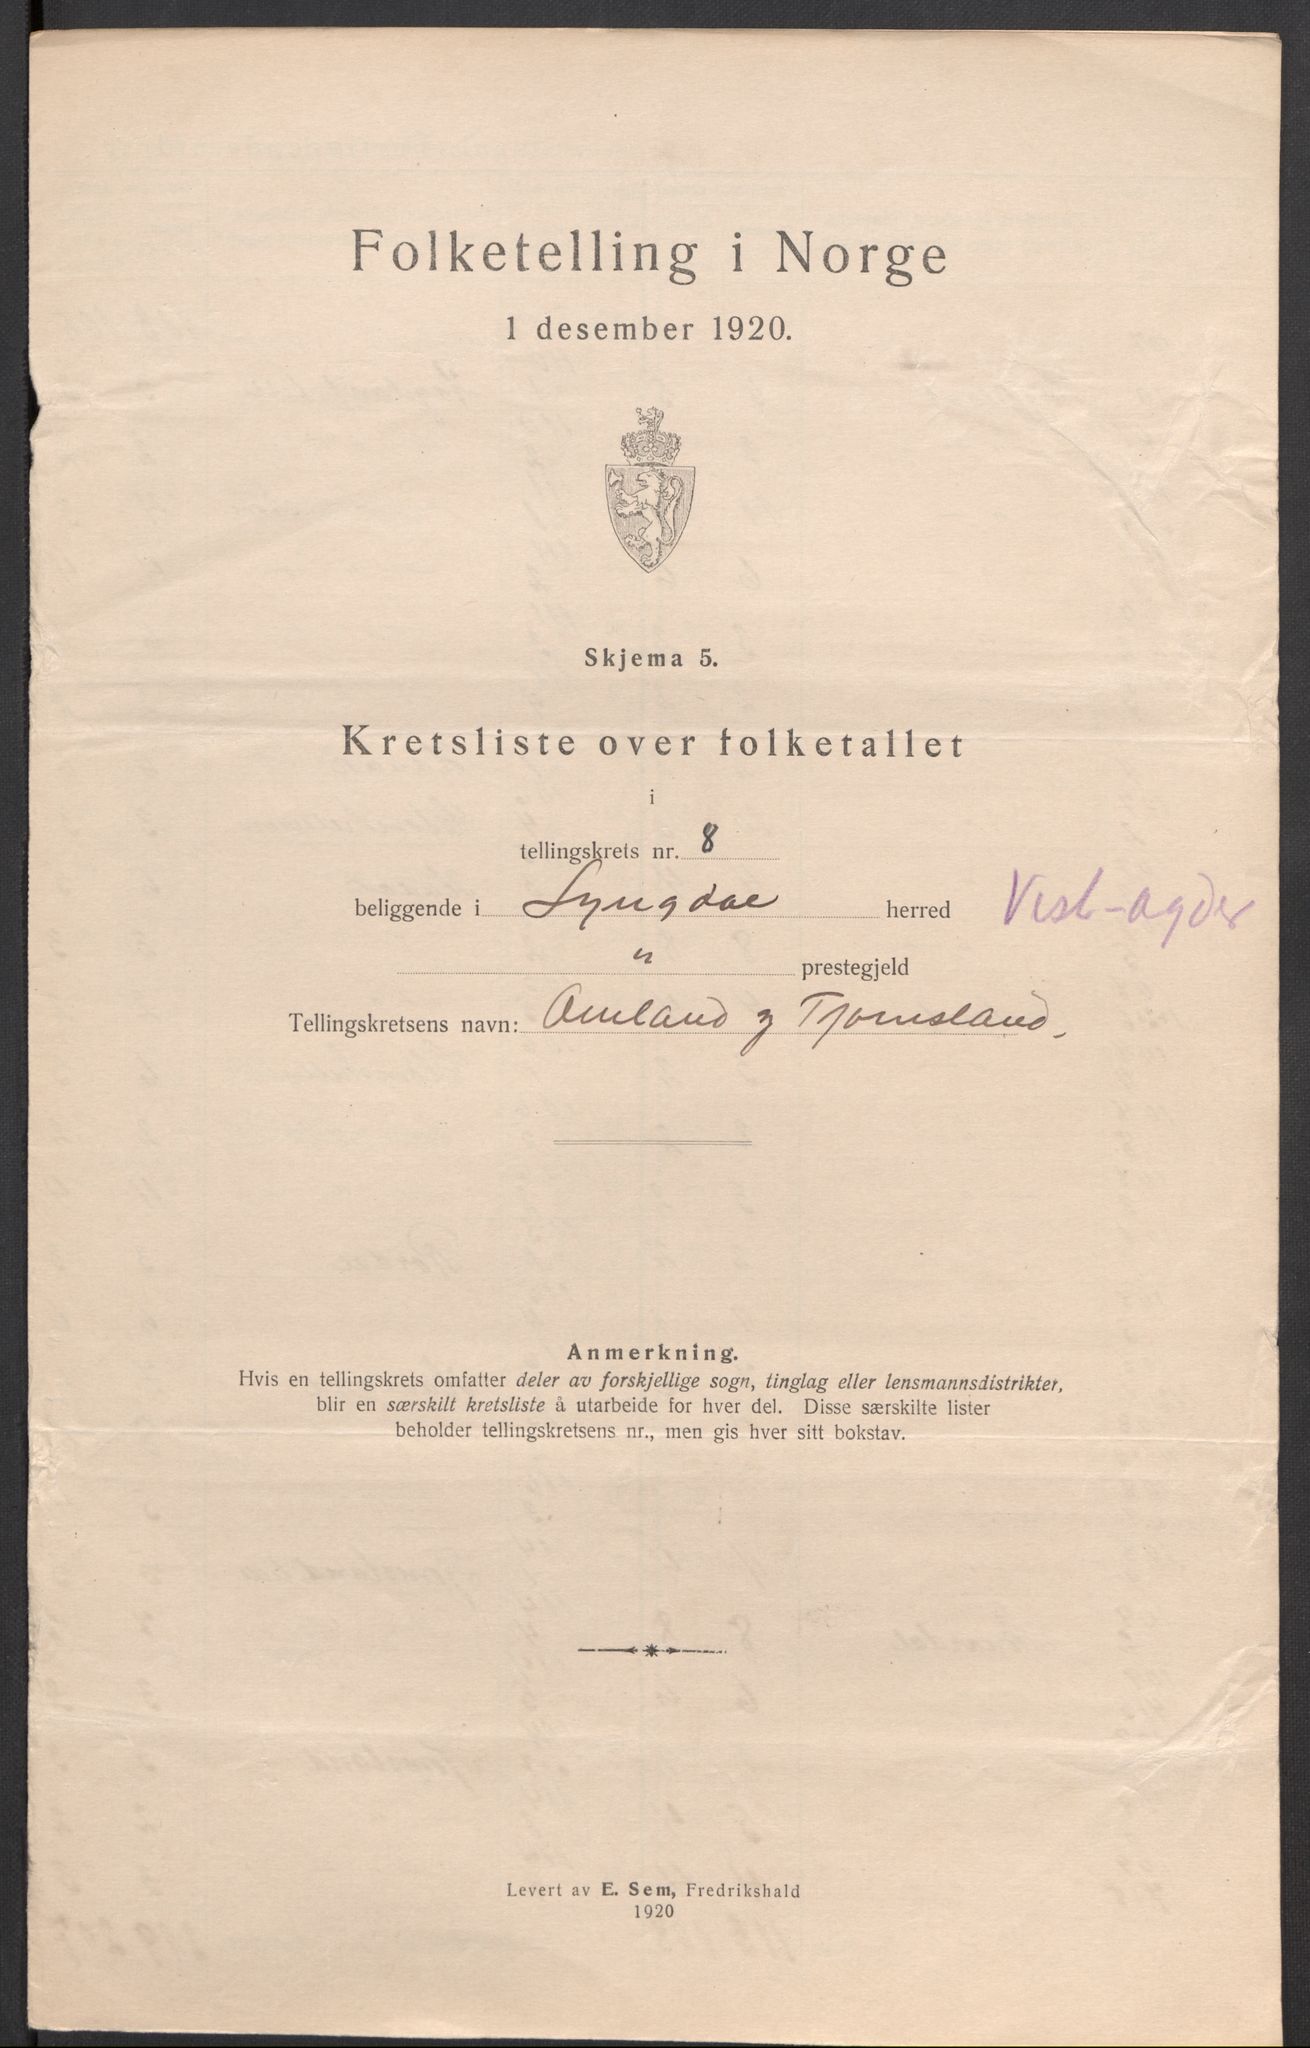 Folketelling i Norge
1 desember 1920.
Skjema 5.
Kretsliste over folketallet
i
tellingskrets nr. 8
beliggende i Lyngdal herred Vest-Agder
" prestegjeld
Tellingskretsens navn: Omland og Tjomsland.
Anmerkning.
Hvis en tellingskrets omfatter deler av forskjellige sogn, tinglag eller lensmannsdistrikter,
blir en særskilt kretsliste å utarbeide for hver del. Disse særskilte lister
beholder tellingskretsens nr., men gis hver sitt bokstav.
Levert av E. Sem, Fredrikshald
1920